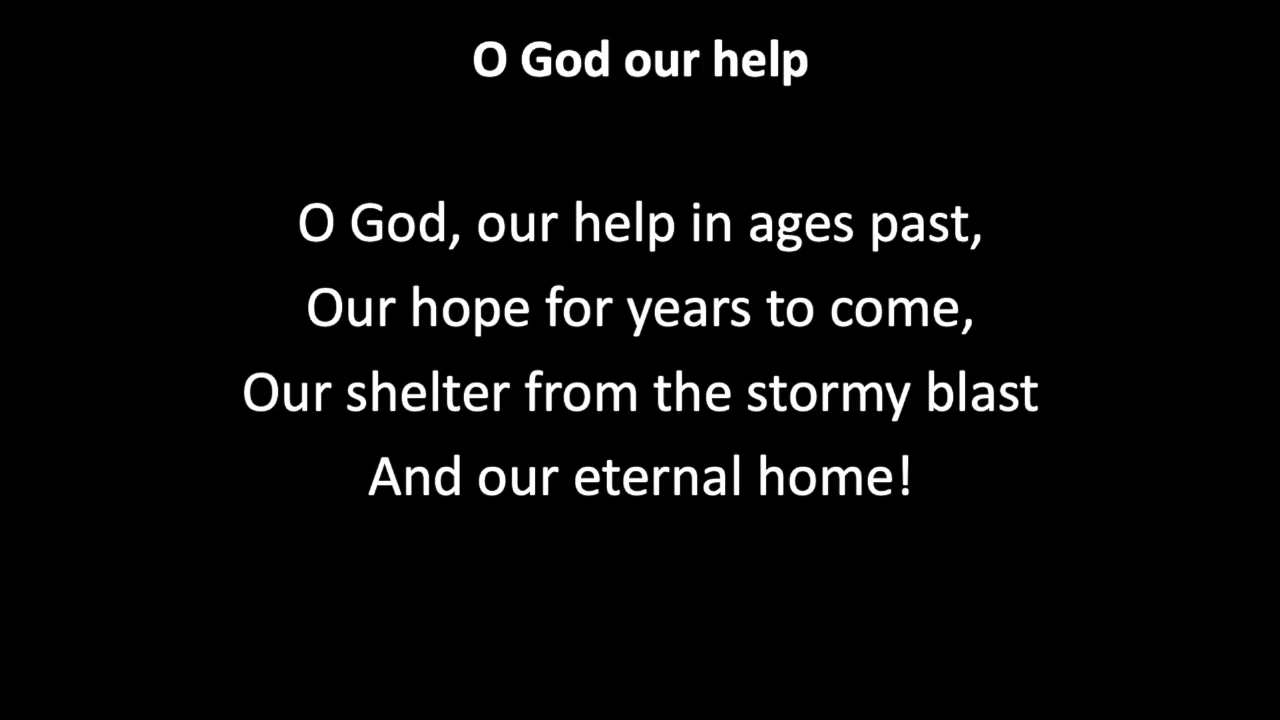 O God our help
O God, our help in ages past,
Our hope for years to come,
Our shelter from the stormy blast
And our eternal home!